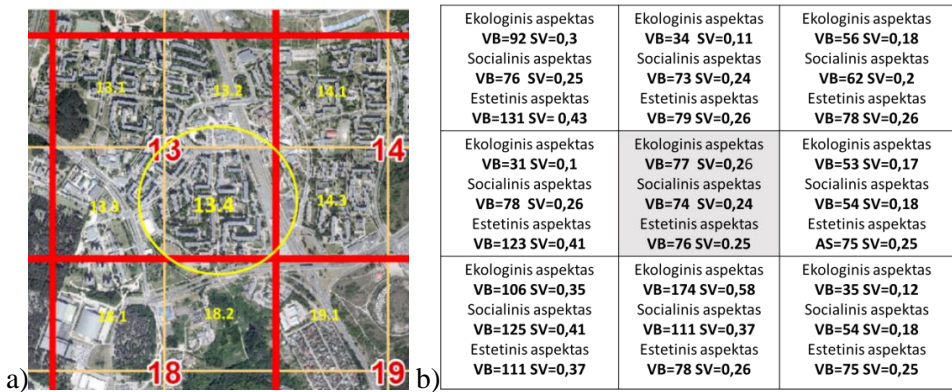 13.1
13.2
14.1
13
14
13.3
13.4
14.3
18.2
19.1
18
19
a)
b)
Ekologinis aspektas
VB=92 SV=0,3
Socialinis aspektas
VB=76 SV=0,25
Estetinis aspektas
VB=131 SV= 0,43
Ekologinis aspektas
VB=34 SV=0,11
Socialinis aspektas
VB=73 SV=0,24
Estetinis aspektas
VB=79 SV=0,26
Ekologinis aspektas
VB=56 SV=0,18
Socialinis aspektas
VB=62 SV=0,2
Estetinis aspektas
VB=78 SV=0,26
Ekologinis aspektas
VB=31 SV=0,1
Socialinis aspektas
VB=78 SV=0,26
Estetinis aspektas
VB=123 SV=0,41
Ekologinis aspektas
VB=77 SV=0,26
Socialinis aspektas
VB=74 SV=0,24
Estetinis aspektas
VB=76 SV=0.25
Ekologinis aspektas
VB=53 SV=0,17
Socialinis aspektas
VB=54 SV=0,18
Estetinis aspektas
AS=75 SV=0,25
Ekologinis aspektas
VB=106 SV=0,35
Socialinis aspektas
VB=125 SV=0,41
Estetinis aspektas
VB=111 SV=0,37
Ekologinis aspektas
VB=174 SV=0,58
Socialinis aspektas
VB=111 SV=0,37
Estetinis aspektas
VB=78 SV=0,26
Ekologinis aspektas
VB=35 SV=0,12
Socialinis aspektas
VB=54 SV=0,18
Estetinis aspektas
VB=75 SV=0,25